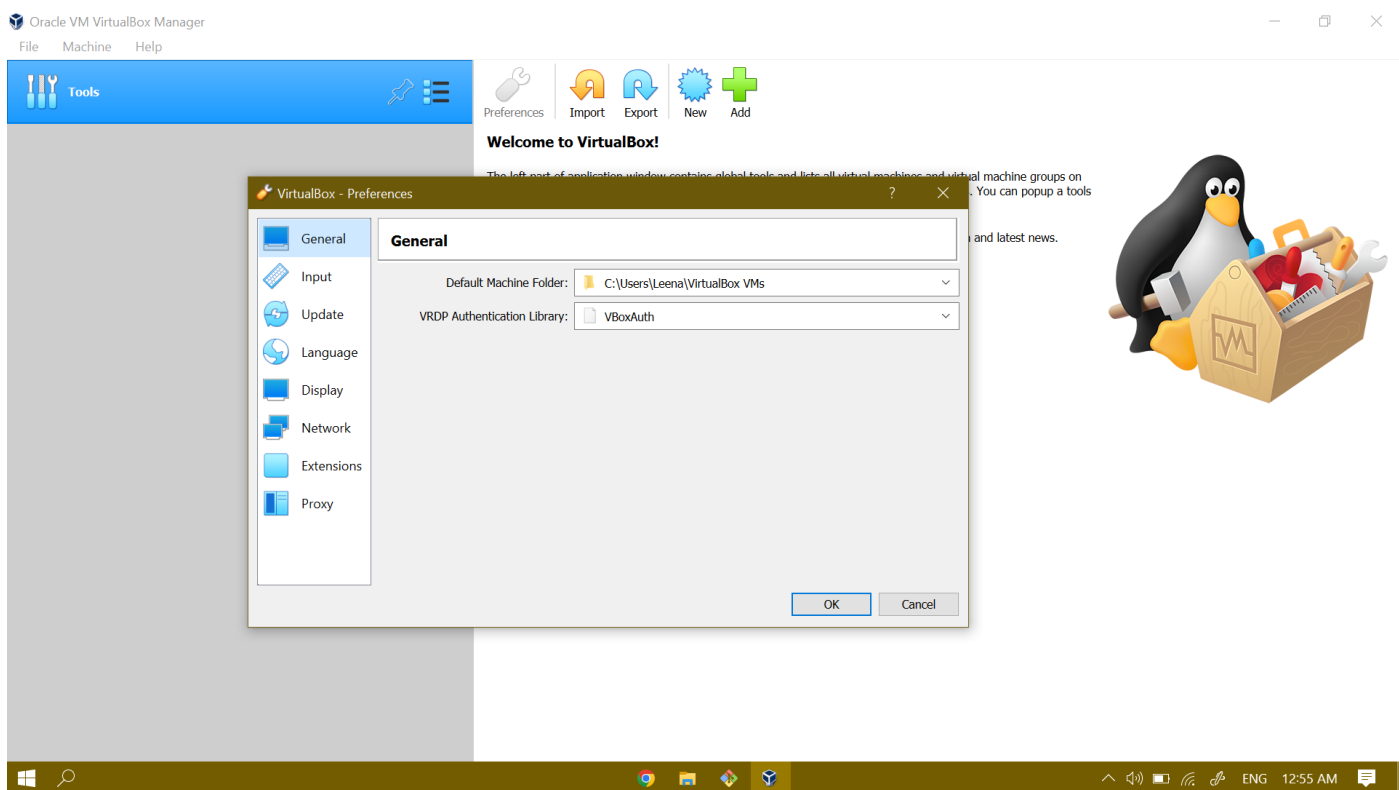 Oracle VM VirtualBox Manager
File Machine Help
Tools
Preferences Import Export New Add
Welcome to VirtualBox!
The left part of application window contains global tools and lists all virtual machines and virtual machine groups on
. You can popup a tools
and latest news.
VirtualBox - Preferences ?
General
Input
Update
Language
Display
Network
Extensions
Proxy
General
Default Machine Folder: C:\Users\Leena\VirtualBox VMs
VRDP Authentication Library: VBoxAuth
OK Cancel
ENG 12:55 AM